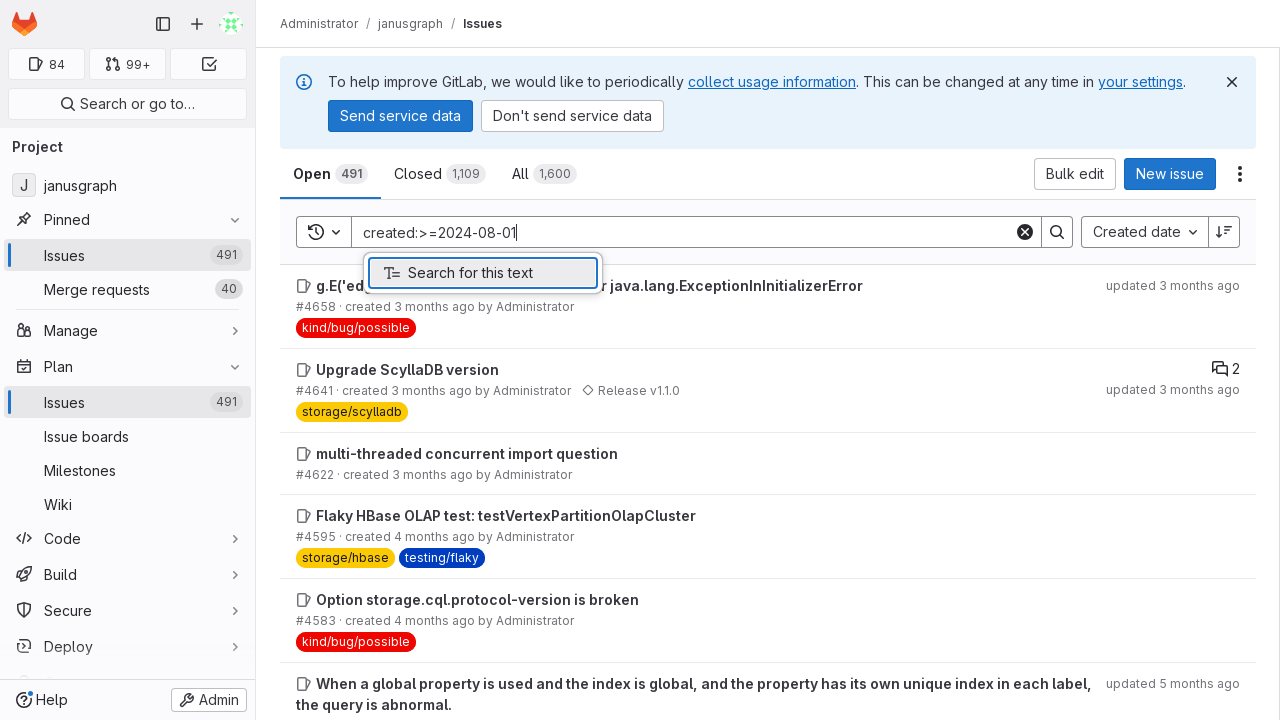 Administrator / janusgraph / Issues
84
99+
Search or go to…
Project
J janusgraph
Pinned
Issues 491
Merge requests 40
Manage
Plan
Issues 491
Issue boards
Milestones
Wiki
Code
Build
Secure
Deploy
Help
Admin
To help improve GitLab, we would like to periodically collect usage information. This can be changed at any time in your settings.
Send service data
Don't send service data
Open 491
Closed 1,109
All 1,600
Bulk edit
New issue
created:>=2024-08-01
Created date
Search for this text
java.lang.ExceptionInInitializerError
updated 3 months ago
#4658 · created 3 months ago by Administrator
kind/bug/possible
Upgrade ScyllaDB version
2
#4641 · created 3 months ago by Administrator
Release v1.1.0
updated 3 months ago
storage/scylladb
multi-threaded concurrent import question
#4622 · created 3 months ago by Administrator
Flaky HBase OLAP test: testVertexPartitionOlapCluster
#4595 · created 4 months ago by Administrator
storage/hbase testing/flaky
Option storage.cql.protocol-version is broken
#4583 · created 4 months ago by Administrator
kind/bug/possible
When a global property is used and the index is global, and the property has its own unique index in each label,
the query is abnormal.
updated 5 months ago